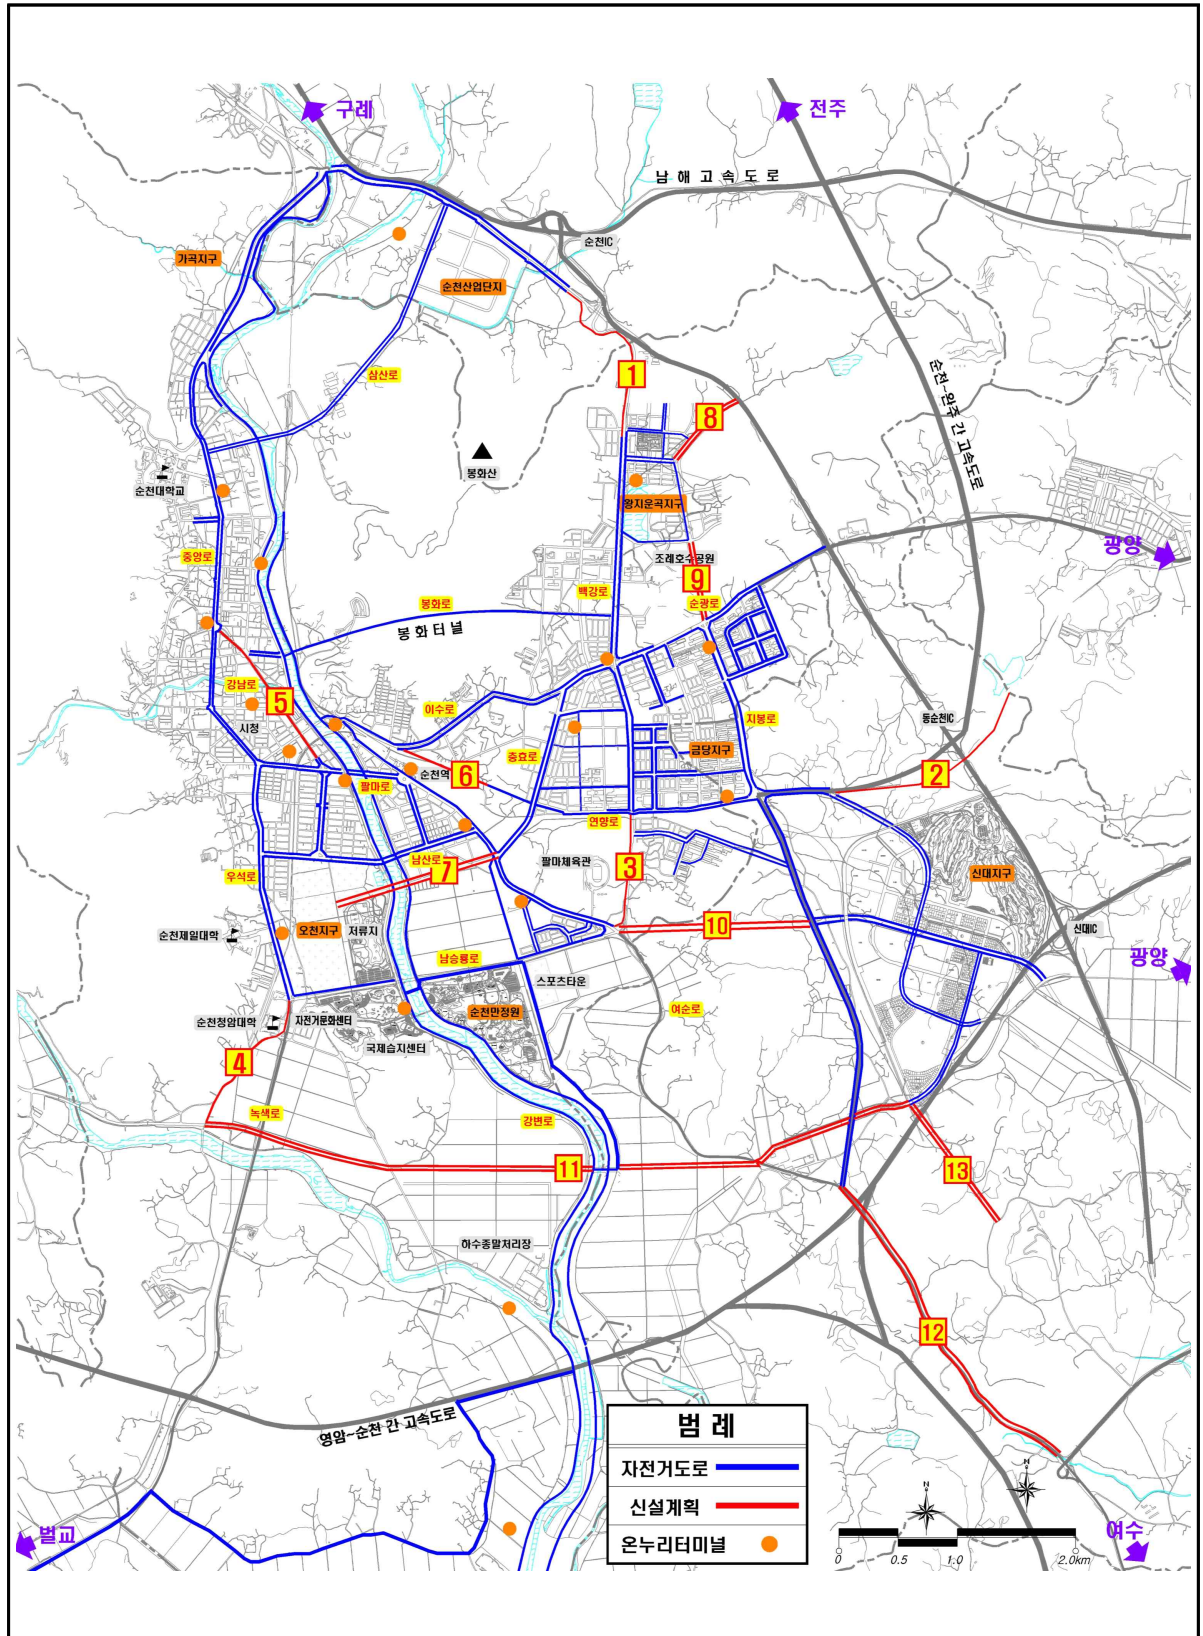 구례
전주
남해고속도로
순천IC
가곡지구
순천산업단지
삼산로
1
8
순천~완주 간 고속도로
봉화산
순천대학교
왕지운곡지구
중앙로
조례호수공원
광양
9
백강로
순광로
봉화로
봉화터널
강남로
5
이수로
지봉로
동순천IC
시청
충효로
금당지구
순천역
6
2
팔마로
연향로
남산로
7
팔마체육관
3
우석로
신대지구
오천지구
저류지
10
신대IC
순천제일대학
남승룡로
광양
스포츠타운
순천만정원
여순로
순천청암대학
자전거문화센터
국제습지센터
4
녹색로
강변로
11
13
하수종말처리장
12
영암~순천 간 고속도로
벌교
여수
범 례
자전거도로
신설계획
온누리터미널
N
N
0
0.5
1.0
2.0km